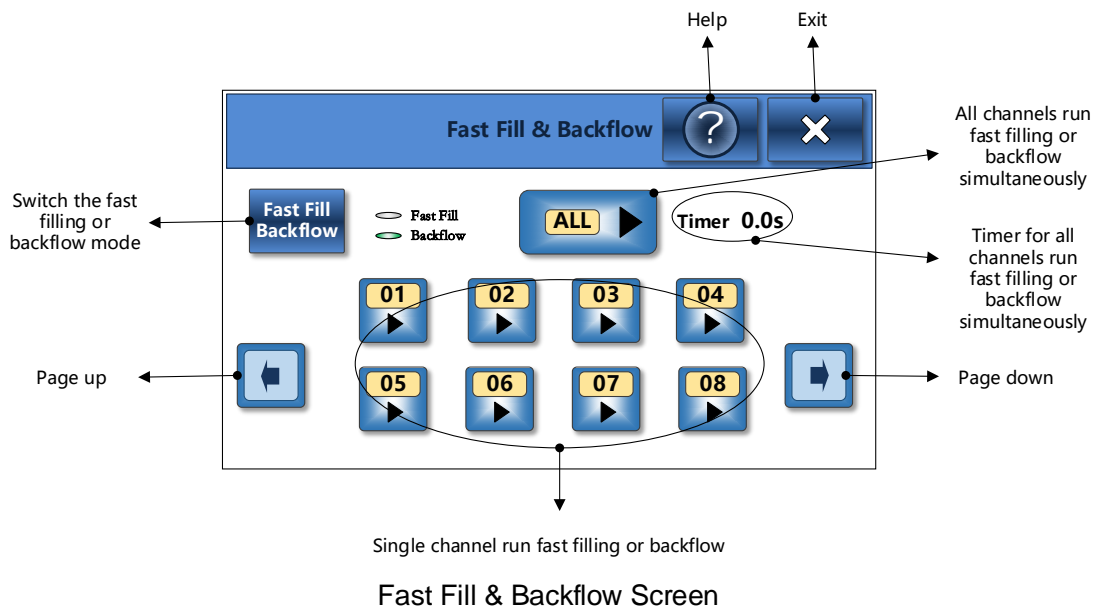 Help
Exit
Fast Fill & Backflow
?
All channels run
fast filling or
backflow
simultaneously
Switch the fast
filling or
backflow mode
Fast Fill
Backflow
Fast Fill
Backflow
ALL
Timer 0.0s
Timer for all
channels run
fast filling or
backflow
simultaneously
01
02
03
04
Page up
05
06
07
08
Page down
Single channel run fast filling or backflow
Fast Fill & Backflow Screen